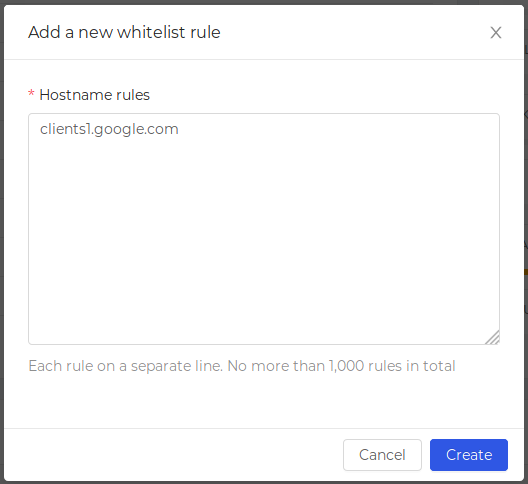 Add a new whitelist rule
* Hostname rules
clients1.google.com
Each rule on a separate line. No more than 1,000 rules in total
Cancel
Create